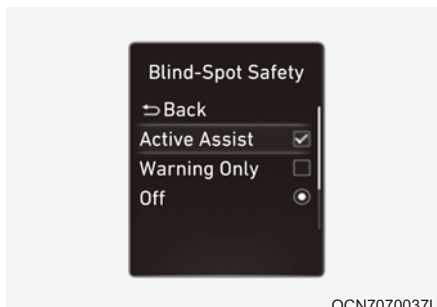 Blind-Spot Safety
Back
Active Assist
Warning Only
Off
OCN7070037L